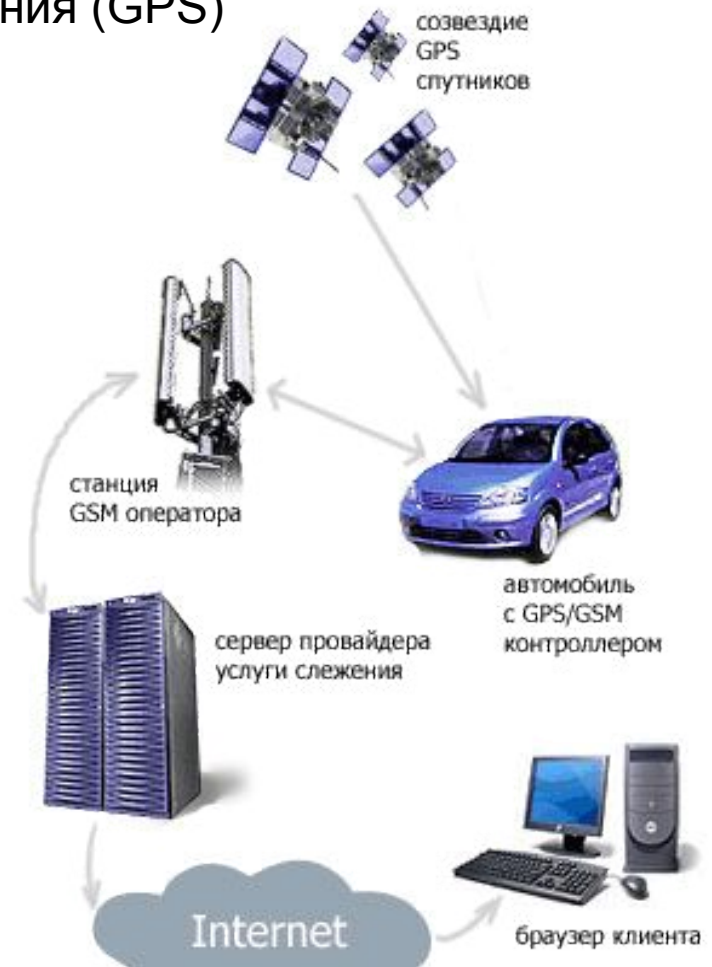 ния (GPS)
созвездие
GPS
спутников
станция
GSM оператора
автомобиль
с GPS/GSM
контроллером
сервер провайдера
услуги слежения
Internet
браузер клиента